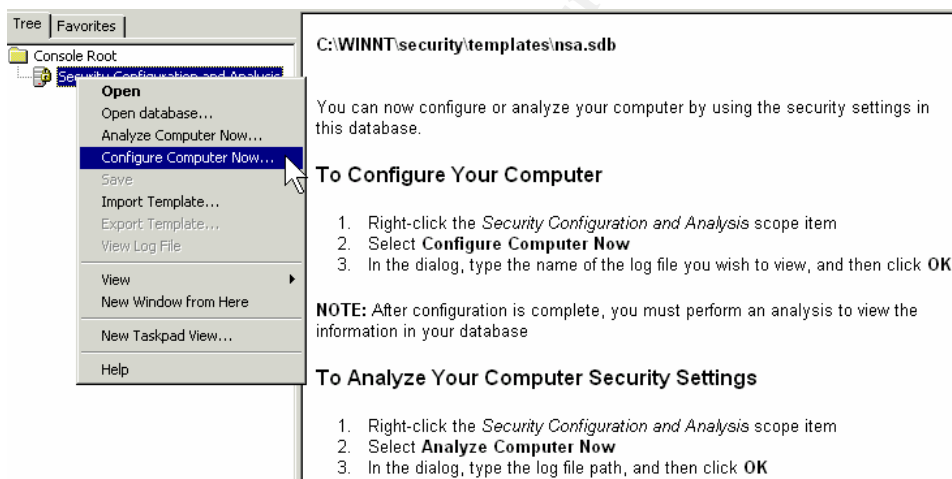 Tree Favorites
Console Root
Security Configuration and Analysis
Open
Open database...
Analyze Computer Now...
Configure Computer Now...
Save
Import Template...
Export Template...
View Log File
View
New Window from Here
New Taskpad View...
Help
C:\WINNT\security\templates\nsa.sdb
You can now configure or analyze your computer by using the security settings in
this database.
To Configure Your Computer
1. Right-click the Security Configuration and Analysis scope item
2. Select Configure Computer Now
3. In the dialog, type the name of the log file you wish to view, and then click OK
NOTE: After configuration is complete, you must perform an analysis to view the
information in your database
To Analyze Your Computer Security Settings
1. Right-click the Security Configuration and Analysis scope item
2. Select Analyze Computer Now
3. In the dialog, type the log file path, and then click OK